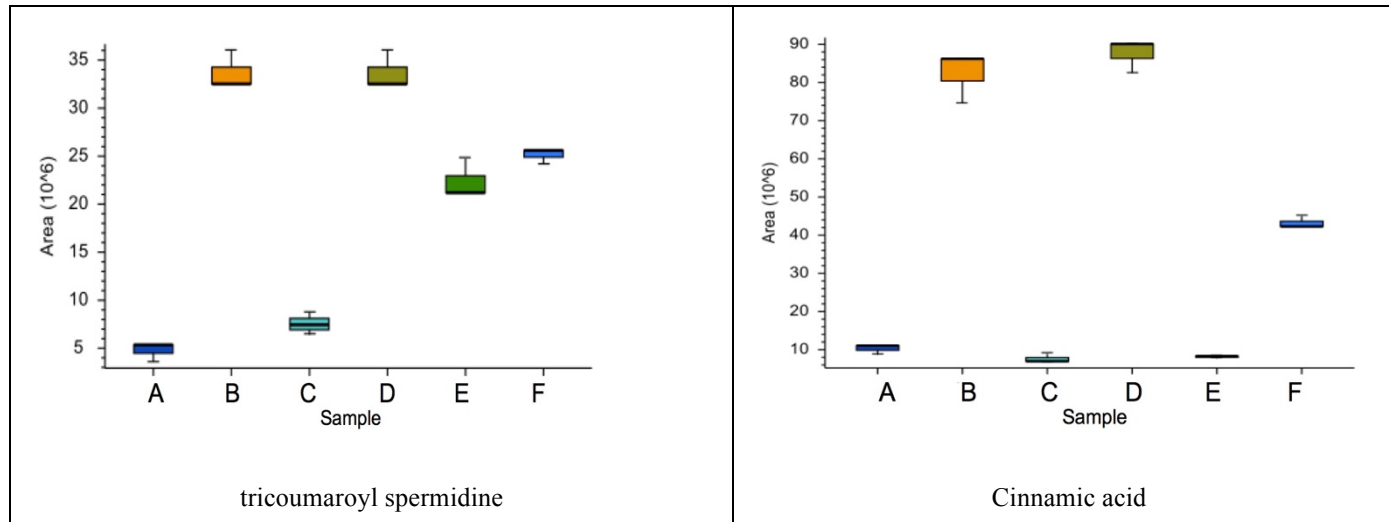 Area (10^6)
35
30
25
20
15
10
5
A B C D E F
Sample
tricoumaroyl spermidine
Area (10^6)
90
80
70
60
50
40
30
20
10
A B C D E F
Sample
Cinnamic acid